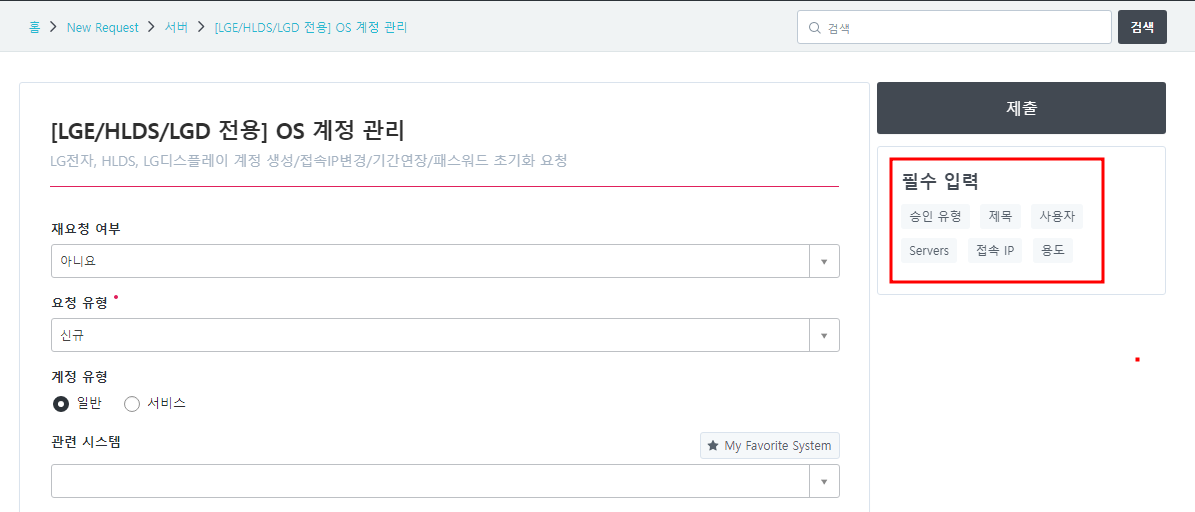 홈 > New Request > 서버 > [LGE/HLDS/LGD 전용] OS 계정 관리
검색
검색
[LGE/HLDS/LGD 전용] OS 계정 관리
LG전자, HLDS, LG디스플레이 계정 생성/접속IP변경/기간연장/패스워드 초기화 요청
재요청 여부
아니요
요청 유형
신규
계정 유형
일반 서비스
관련 시스템
My Favorite System
제출
필수 입력
승인 유형 제목 사용자
Servers 접속 IP 용도